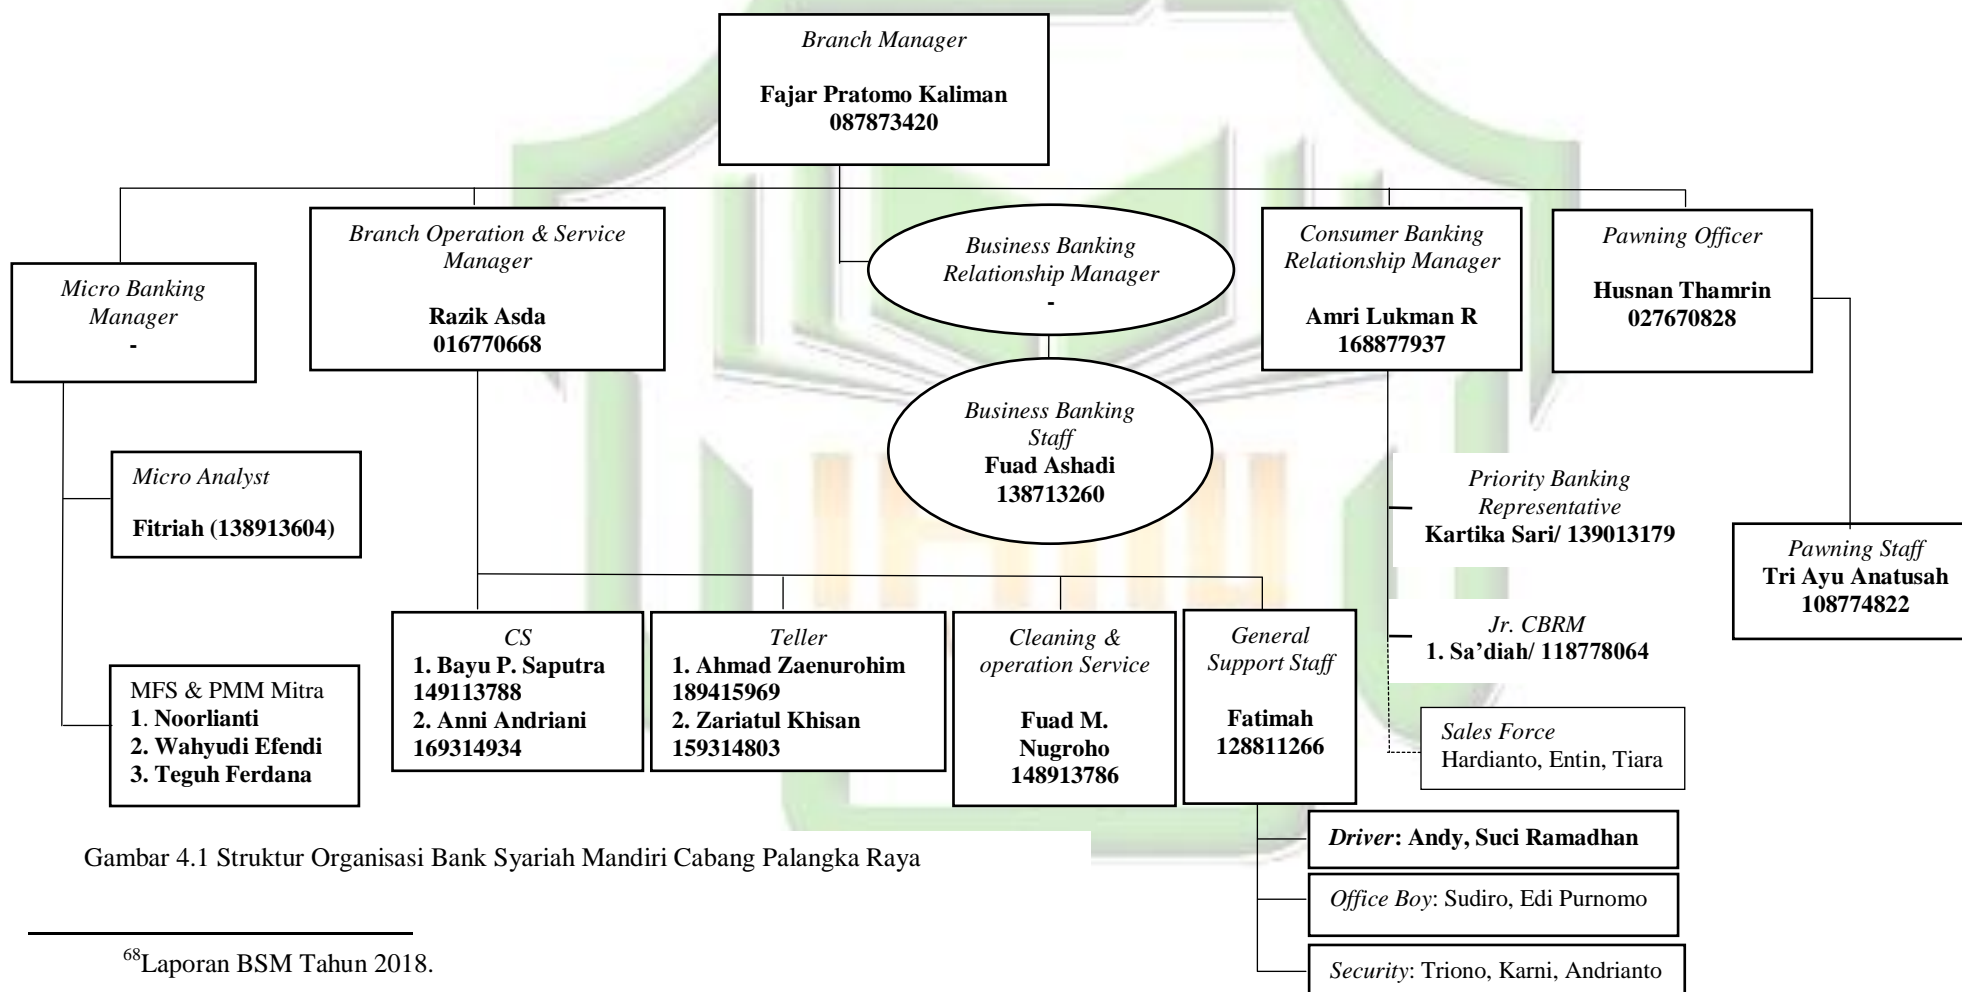 Branch Manager
Fajar Pratomo Kaliman
087873420
Micro Banking
Manager
-
Branch Operation & Service
Manager
Razik Asda
016770668
Business Banking
Relationship Manager
-
Consumer Banking
Relationship Manager
Amri Lukman R
168877937
Pawning Officer
Husnan Thamrin
027670828
Business Banking
Staff
Fuad Ashadi
138713260
Micro Analyst
Fitriah (138913604)
Priority Banking
Representative
Kartika Sari/ 139013179
Pawning Staff
Tri Ayu Anatusah
108774822
MFS & PMM Mitra
1. Noorlianti
2. Wahyudi Efendi
3. Teguh Ferdana
CS
1. Bayu P. Saputra
149113788
2. Anni Andriani
169314934
Teller
1. Ahmad Zaenurohim
189415969
2. Zariatul Khisan
159314803
Cleaning &
operation Service
Fuad M.
Nugroho
148913786
General
Support Staff
Fatimah
128811266
Jr. CBRM
1. Sa’diah/ 118778064
Sales Force
Hardianto, Entin, Tiara
Driver: Andy, Suci Ramadhan
Office Boy: Sudiro, Edi Purnomo
Security: Triono, Karni, Andrianto
Gambar 4.1 Struktur Organisasi Bank Syariah Mandiri Cabang Palangka Raya
68Laporan BSM Tahun 2018.